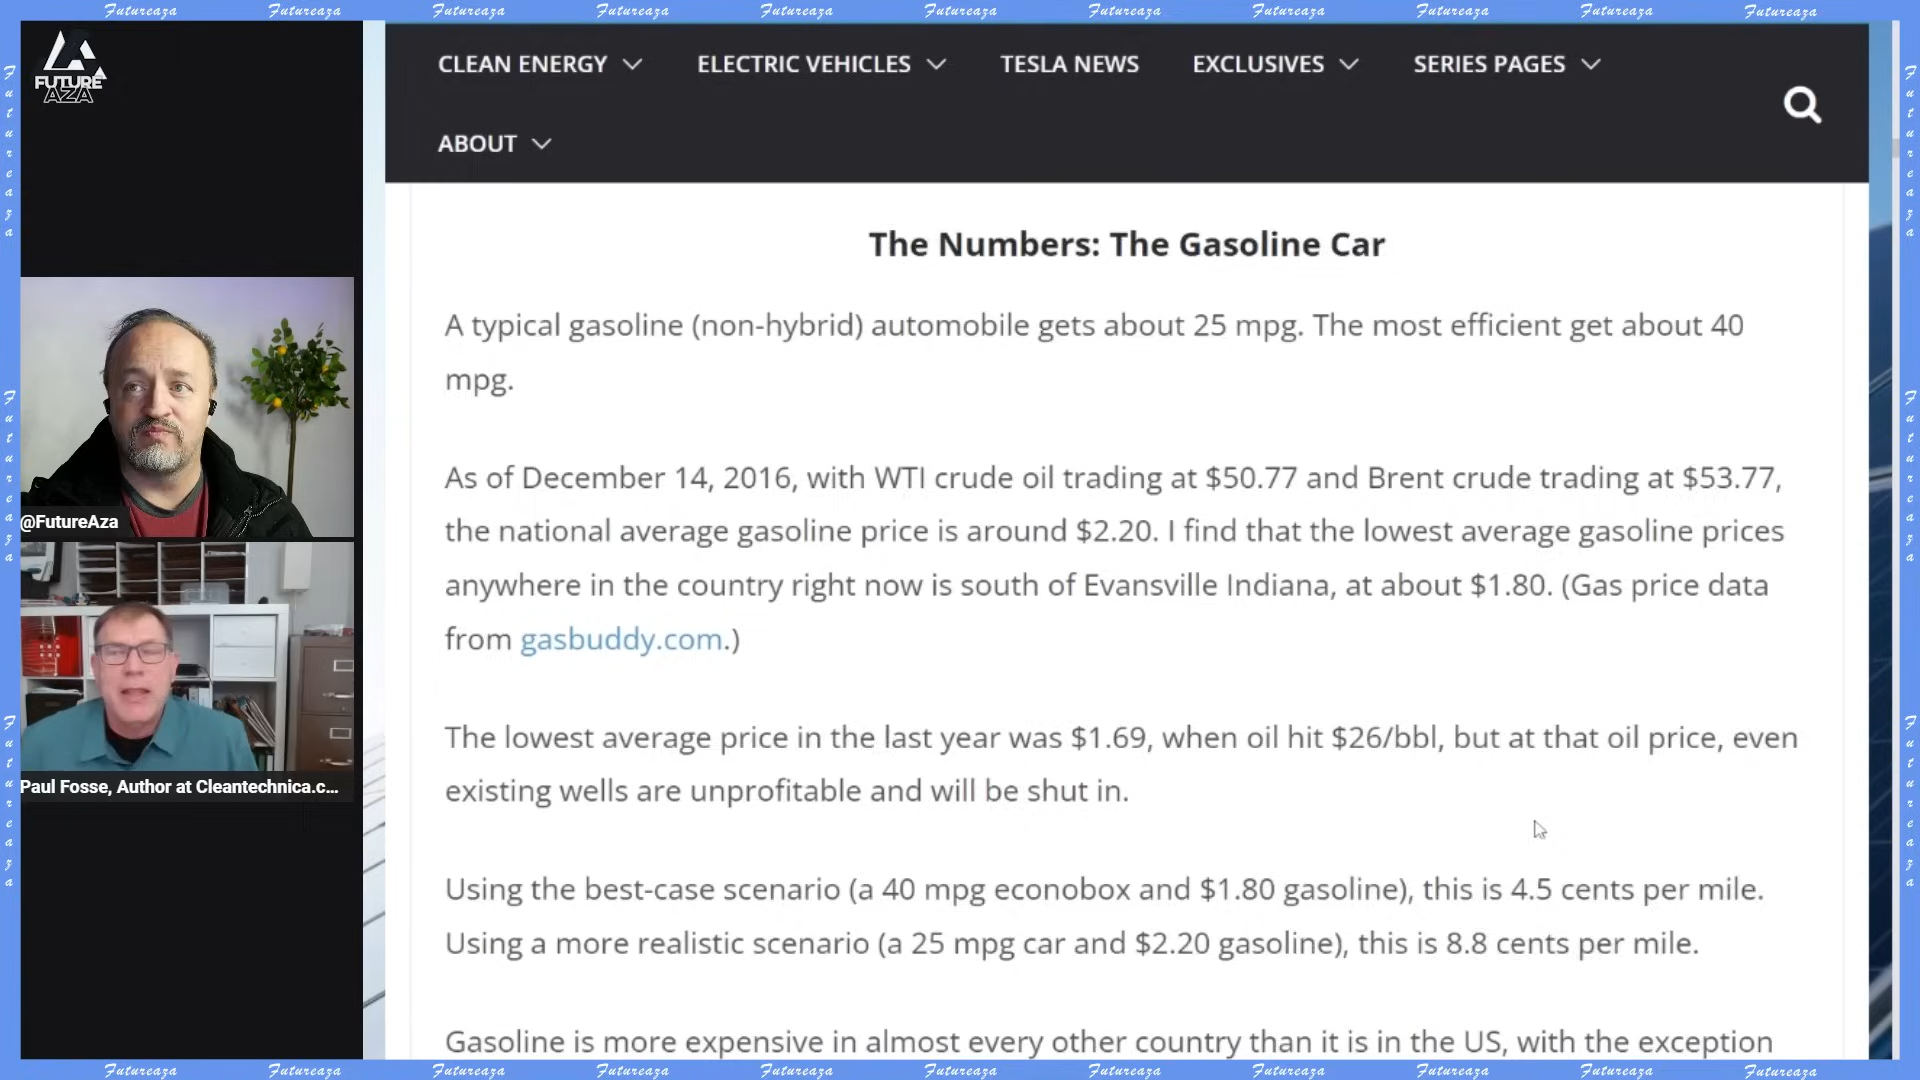 Futureaza Futureaza Futureaza Futureaza Futureaza Futureaza Futureaza Futureaza Futureaza Futureaza Futureaza
FUTURE
AZA
CLEAN ENERGY ELECTRIC VEHICLES TESLA NEWS EXCLUSIVES SERIES PAGES
ABOUT
The Numbers: The Gasoline Car
A typical gasoline (non-hybrid) automobile gets about 25 mpg. The most efficient get about 40
mpg.
As of December 14, 2016, with WTI crude oil trading at $50.77 and Brent crude trading at $53.77,
the national average gasoline price is around $2.20. I find that the lowest average gasoline prices
anywhere in the country right now is south of Evansville Indiana, at about $1.80. (Gas price data
from gasbuddy.com.)
The lowest average price in the last year was $1.69, when oil hit $26/bbl, but at that oil price, even
existing wells are unprofitable and will be shut in.
Using the best-case scenario (a 40 mpg econobox and $1.80 gasoline), this is 4.5 cents per mile.
Using a more realistic scenario (a 25 mpg car and $2.20 gasoline), this is 8.8 cents per mile.
Gasoline is more expensive in almost every other country than it is in the US, with the exception
@FutureAza
Paul Fosse, Author at Cleantechnica.c...
Futureaza Futureaza Futureaza Futureaza Futureaza Futureaza Futureaza Futureaza Futureaza Futureaza Futureaza
Futureaza
Futureaza
Futureaza
Futureaza
Futureaza
Futureaza